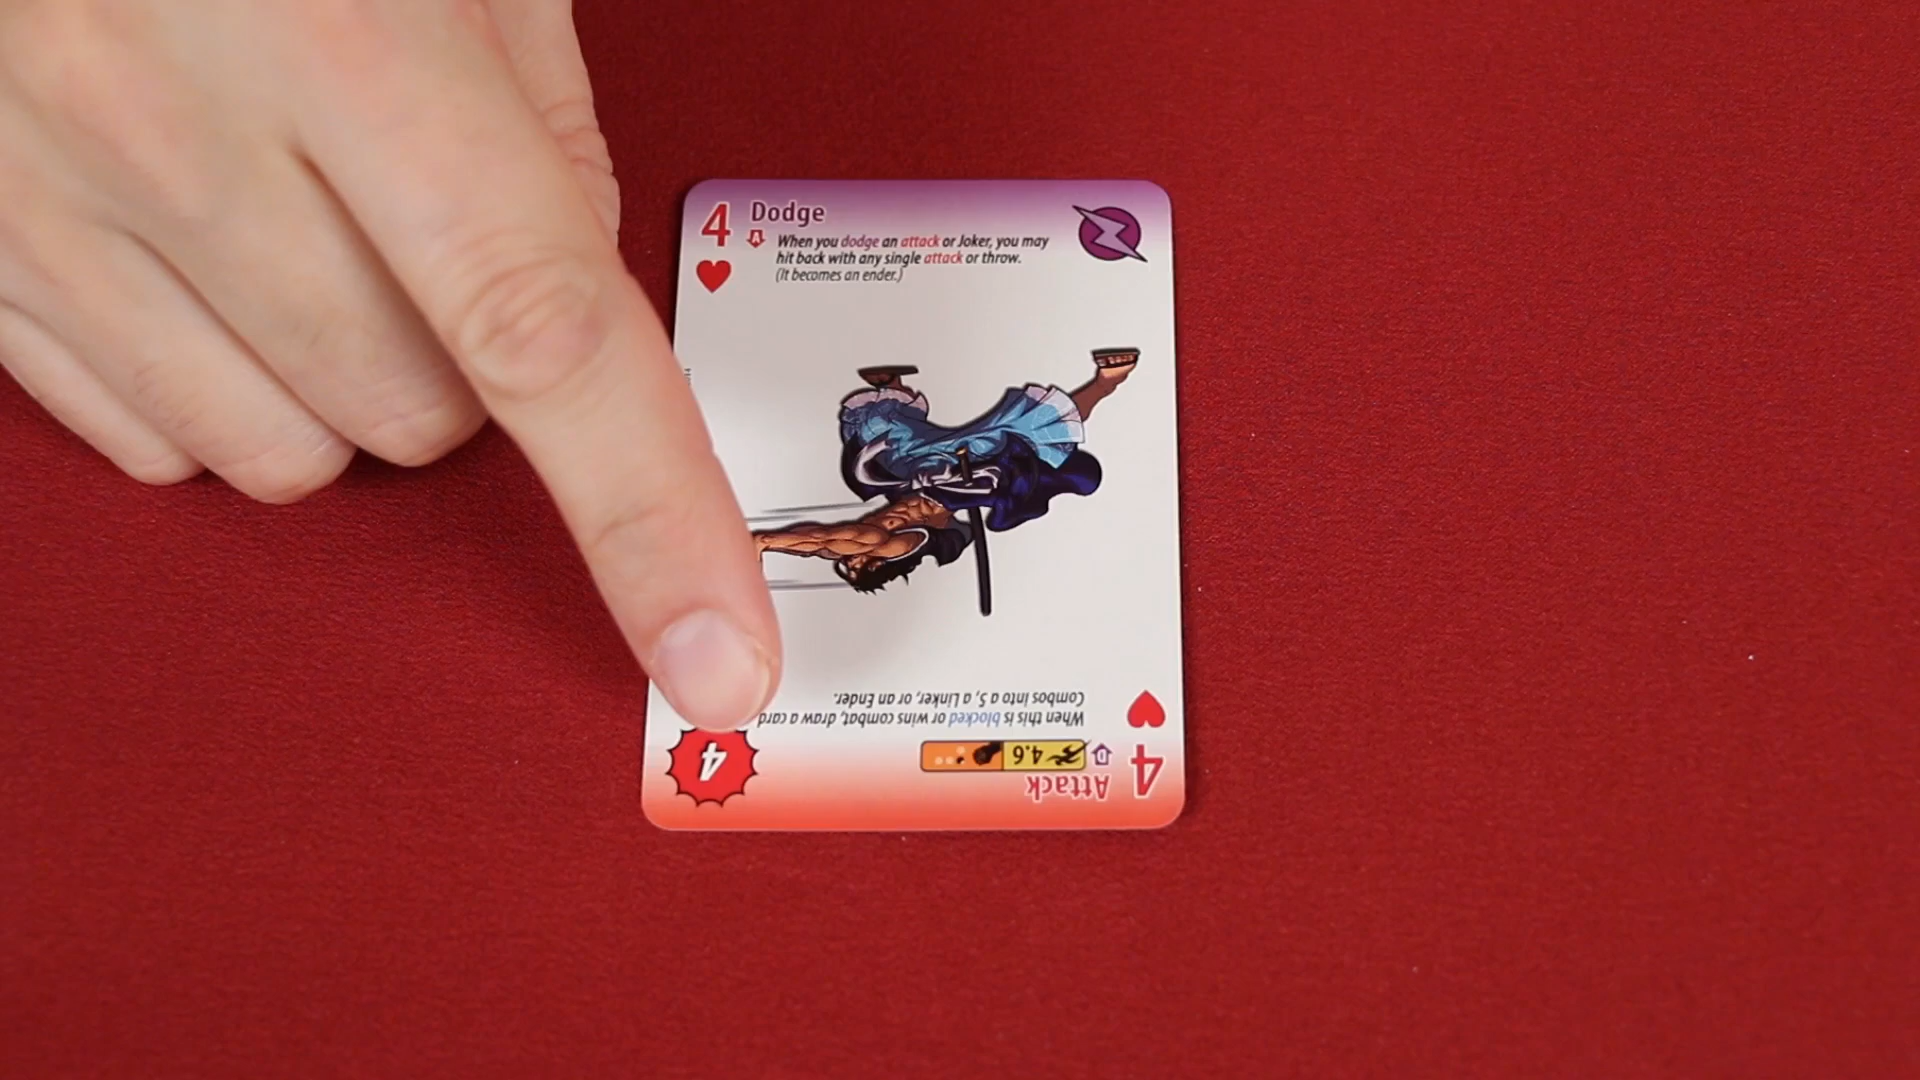 4 Dodge
A When you dodge an attack or Joker, you may
hit back with any single attack or throw.
(It becomes an ender.)
4 Attack
D 4.6
When this is blocked or wins combat, draw a card
Combos into a 5, a Linker, or an Ender.
4